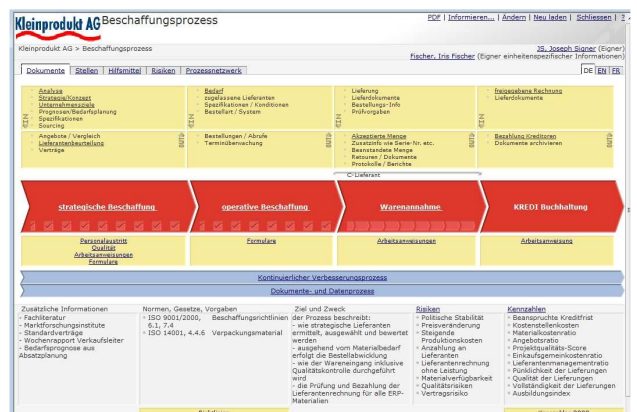 Kleinprodukt AG
Beschaffungsprozess
PDF | Informieren... | Ändern | Neu laden | Schliessen | ?
Kleinprodukt AG > Beschaffungsprozess
JS, Joseph Signer (Eigner)
Fischer, Iris Fischer (Eigner einheitenspezifischer Informationen)
Dokumente | Stellen | Hilfsmittel | Risiken | Prozessnetzwerk
DE EN FR
Analyse
Strategie/Konzept
Unternehmensziele
Prognosen/Bedarfsplanung
Spezifikationen
Sourcing
Bedarf
zugelassene Lieferanten
Spezifikationen / Konditionen
Bestellart / System
Lieferung
Lieferdokumente
Bestellungs-Info
Prüfvorgaben
freigegebene Rechnung
Lieferdokumente
Angebote / Vergleich
Lieferantenbeurteilung
Verträge
Bestellungen / Abrufe
Terminüberwachung
Akzeptierte Menge
Zusatzinfo wie Serie-Nr. etc.
Beanstandete Menge
Retouren / Dokumente
Protokolle / Berichte
Bezahlung Kreditoren
Dokumente archivieren
C-Lieferant
strategische Beschaffung
operative Beschaffung
Warenannahme
KREDI Buchhaltung
Personalaustritt
Qualität
Arbeitsanweisungen
Formulare
Formulare
Arbeitsanweisungen
Arbeitsanweisung
Kontinuierlicher Verbesserungsprozess
Dokumente- und Datenprozess
Zusätzliche Informationen
- Fachliteratur
- Marktforschungsinstitute
- Standardverträge
- Wochenrapport Verkaufsleiter
- Bedarfsprognose aus
Absatzplanung
Normen, Gesetze, Vorgaben
ISO 9001/2000, 6.1, 7.4 Beschaffungsrichtlinien
ISO 14001, 4.4.6 Verpackungsmaterial
Ziel und Zweck
der Prozess beschreibt:
- wie strategische Lieferanten
ermittelt, ausgewählt und bewertet
werden
- ausgehend vom Materialbedarf
erfolgt die Bestellabwicklung
- wie der Wareneingang inklusive
Qualitätskontrolle durchgeführt
wird
- die Prüfung und Bezahlung der
Lieferantenrechnung für alle ERP-
Materialien
Risiken
Politische Stabilität
Preisveränderung
Steigende
Produktionskosten
Anzahlung an
Lieferanten
Lieferantenrechnung
ohne Leistung
Materialverfügbarkeit
Qualitätsrisiken
Vertragsrisiko
Kennzahlen
Beanspruchte Kreditfrist
Kostenstellenkosten
Materialkostenratio
Angebotsratio
Projektqualitäts-Score
Einkaufsgemeinkostenratio
Lieferantenmanagementratio
Pünklichkeit der Lieferungen
Qualität der Lieferungen
Vollständigkeit der Lieferungen
Ausbildungsindex